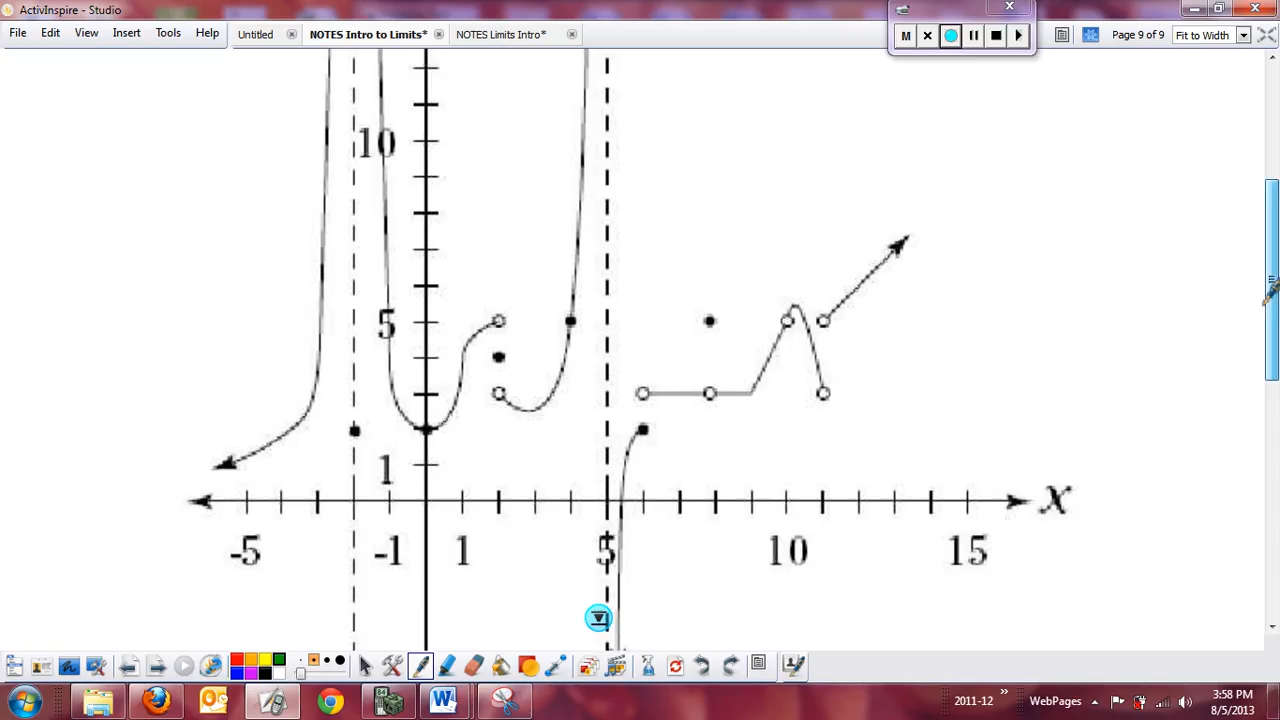 ActivInspire - Studio
File Edit View Insert Tools Help Untitled NOTES Intro to Limits* NOTES Limits Intro* Page 9 of 9 Fit to Width
M
10
5
1
x
-5 -1 1 5 10 15
2011-12 WebPages 3:58 PM
8/5/2013